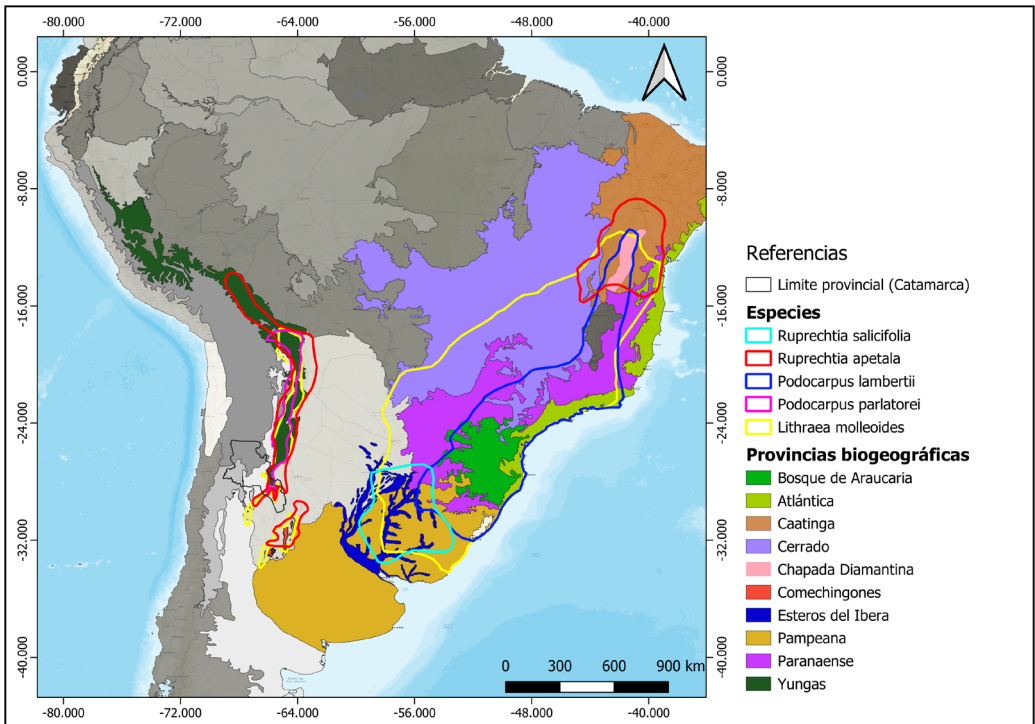 -80.000 -72.000 -64.000 -56.000 -48.000 -40.000
0.000 0.000
-8.000 -8.000
-16.000 -16.000
-24.000 -24.000
-32.000 -32.000
-40.000 -40.000
0 300 600 900 km
-80.000 -72.000 -64.000 -56.000 -48.000 -40.000
Referencias
Limite provincial (Catamarca)
Especies
Ruprechtia salicifolia
Ruprechtia apetala
Podocarpus lambertii
Podocarpus parlatorei
Lithraea molleoides
Provincias biogeográficas
Bosque de Araucaria
Atlántica
Caatinga
Cerrado
Chapada Diamantina
Comechingones
Esteros del Ibera
Pampeana
Paranaense
Yungas